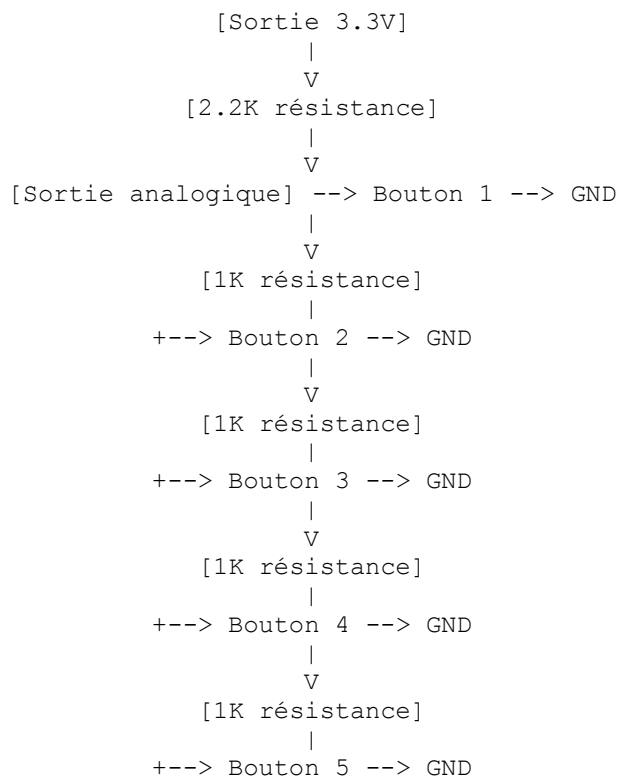 [Sortie 3.3V]
|
V
[2.2K résistance]
|
V
[Sortie analogique] --> Bouton 1 --> GND
|
V
[1K résistance]
|
+--> Bouton 2 --> GND
|
V
[1K résistance]
|
+--> Bouton 3 --> GND
|
V
[1K résistance]
|
+--> Bouton 4 --> GND
|
V
[1K résistance]
|
+--> Bouton 5 --> GND